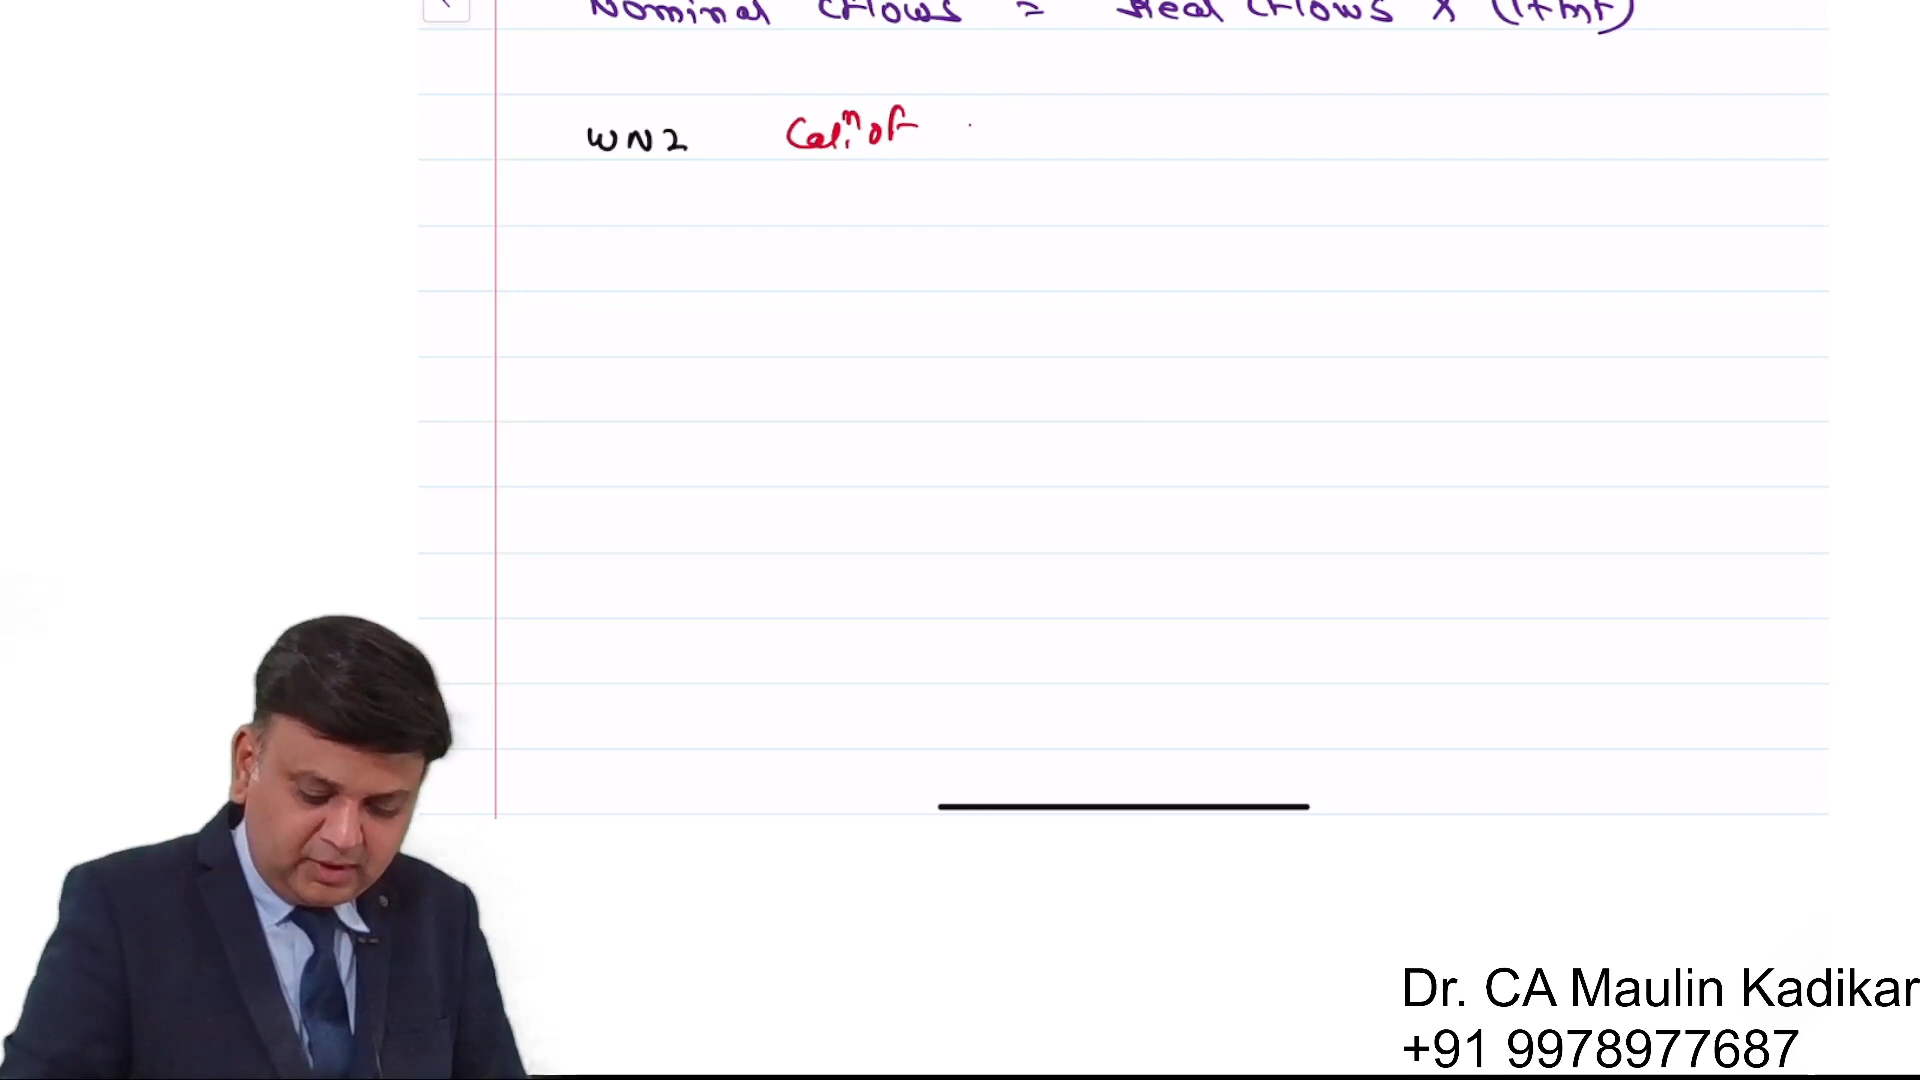 Nominal CFlows = Real CFlows x (1+Inf)
WN2 Calⁿ of
Dr. CA Maulin Kadikar
+91 9978977687